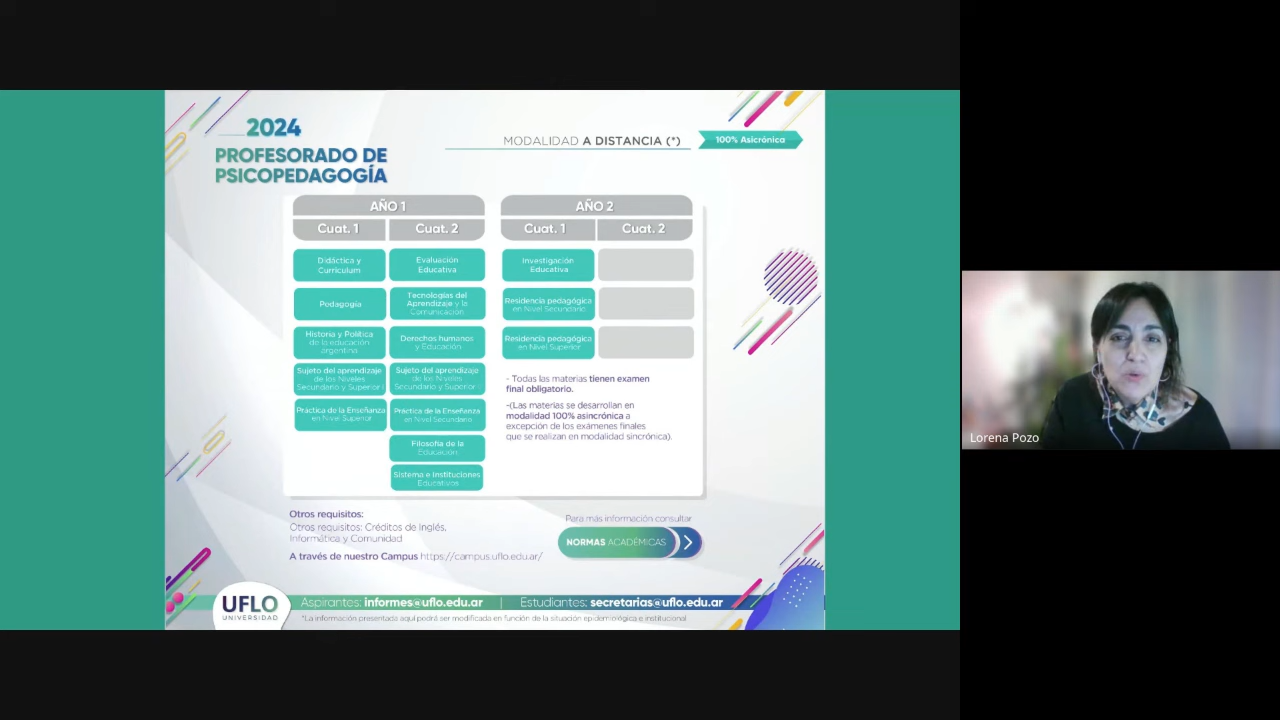 2024
PROFESORADO DE
PSICOPEDAGOGÍA
MODALIDAD A DISTANCIA (*)
100% Asicrónica
AÑO 1
Cuat. 1
Cuat. 2
Didáctica y
Curriculum
Pedagogía
Historia y Política
de la educación
argentina
Sujeto del aprendizaje
de los Niveles
Secundario y Superior I
Práctica de la Enseñanza
en Nivel Superior
Evaluación
Educativa
Tecnologías del
Aprendizaje y la
Comunicación
Derechos humanos
y Educación
Sujeto del aprendizaje
de los Niveles
Secundario y Superior II
Práctica de la Enseñanza
en Nivel Secundario
Filosofía de la
Educación
Sistema e Instituciones
Educativos
AÑO 2
Cuat. 1
Cuat. 2
Investigación
Educativa
Residencia pedagógica
en Nivel Secundario
Residencia pedagógica
en Nivel Superior
- Todas las materias tienen examen
final obligatorio.
-(Las materias se desarrollan en
modalidad 100% asincrónica a
excepción de los exámenes finales
que se realizan en modalidad sincrónica).
Otros requisitos:
Otros requisitos: Créditos de Inglés,
Informática y Comunidad
A través de nuestro Campus https://campus.uflo.edu.ar/
Para más información consultar
NORMAS ACADÉMICAS
UFLO
UNIVERSIDAD
Aspirantes: informes@uflo.edu.ar | Estudiantes: secretarias@uflo.edu.ar
*La información presentada aquí podrá ser modificada en función de la situación epidemiológica e institucional
Lorena Pozo